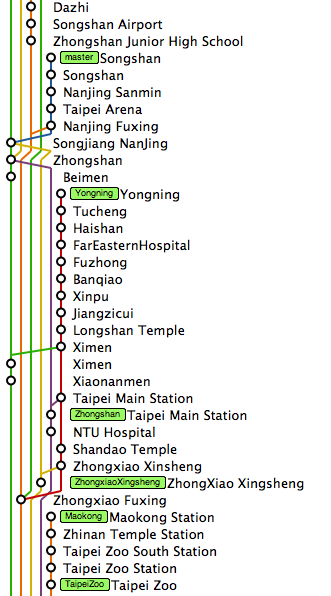 Dazhi
Songshan Airport
Zhongshan Junior High School
master Songshan
Songshan
Nanjing Sanmin
Taipei Arena
Nanjing Fuxing
Songjiang NanJing
Zhongshan
Beimen
Yongning Yongning
Tucheng
Haishan
FarEasternHospital
Fuzhong
Banqiao
Xinpu
Jiangzicui
Longshan Temple
Ximen
Ximen
Xiaonanmen
Taipei Main Station
Zhongshan Taipei Main Station
NTU Hospital
Shandao Temple
Zhongxiao Xinsheng
ZhongxiaoXingsheng ZhongXiao Xingsheng
Zhongxiao Fuxing
Maokong Maokong Station
Zhinan Temple Station
Taipei Zoo South Station
Taipei Zoo Station
TaipeiZoo Taipei Zoo